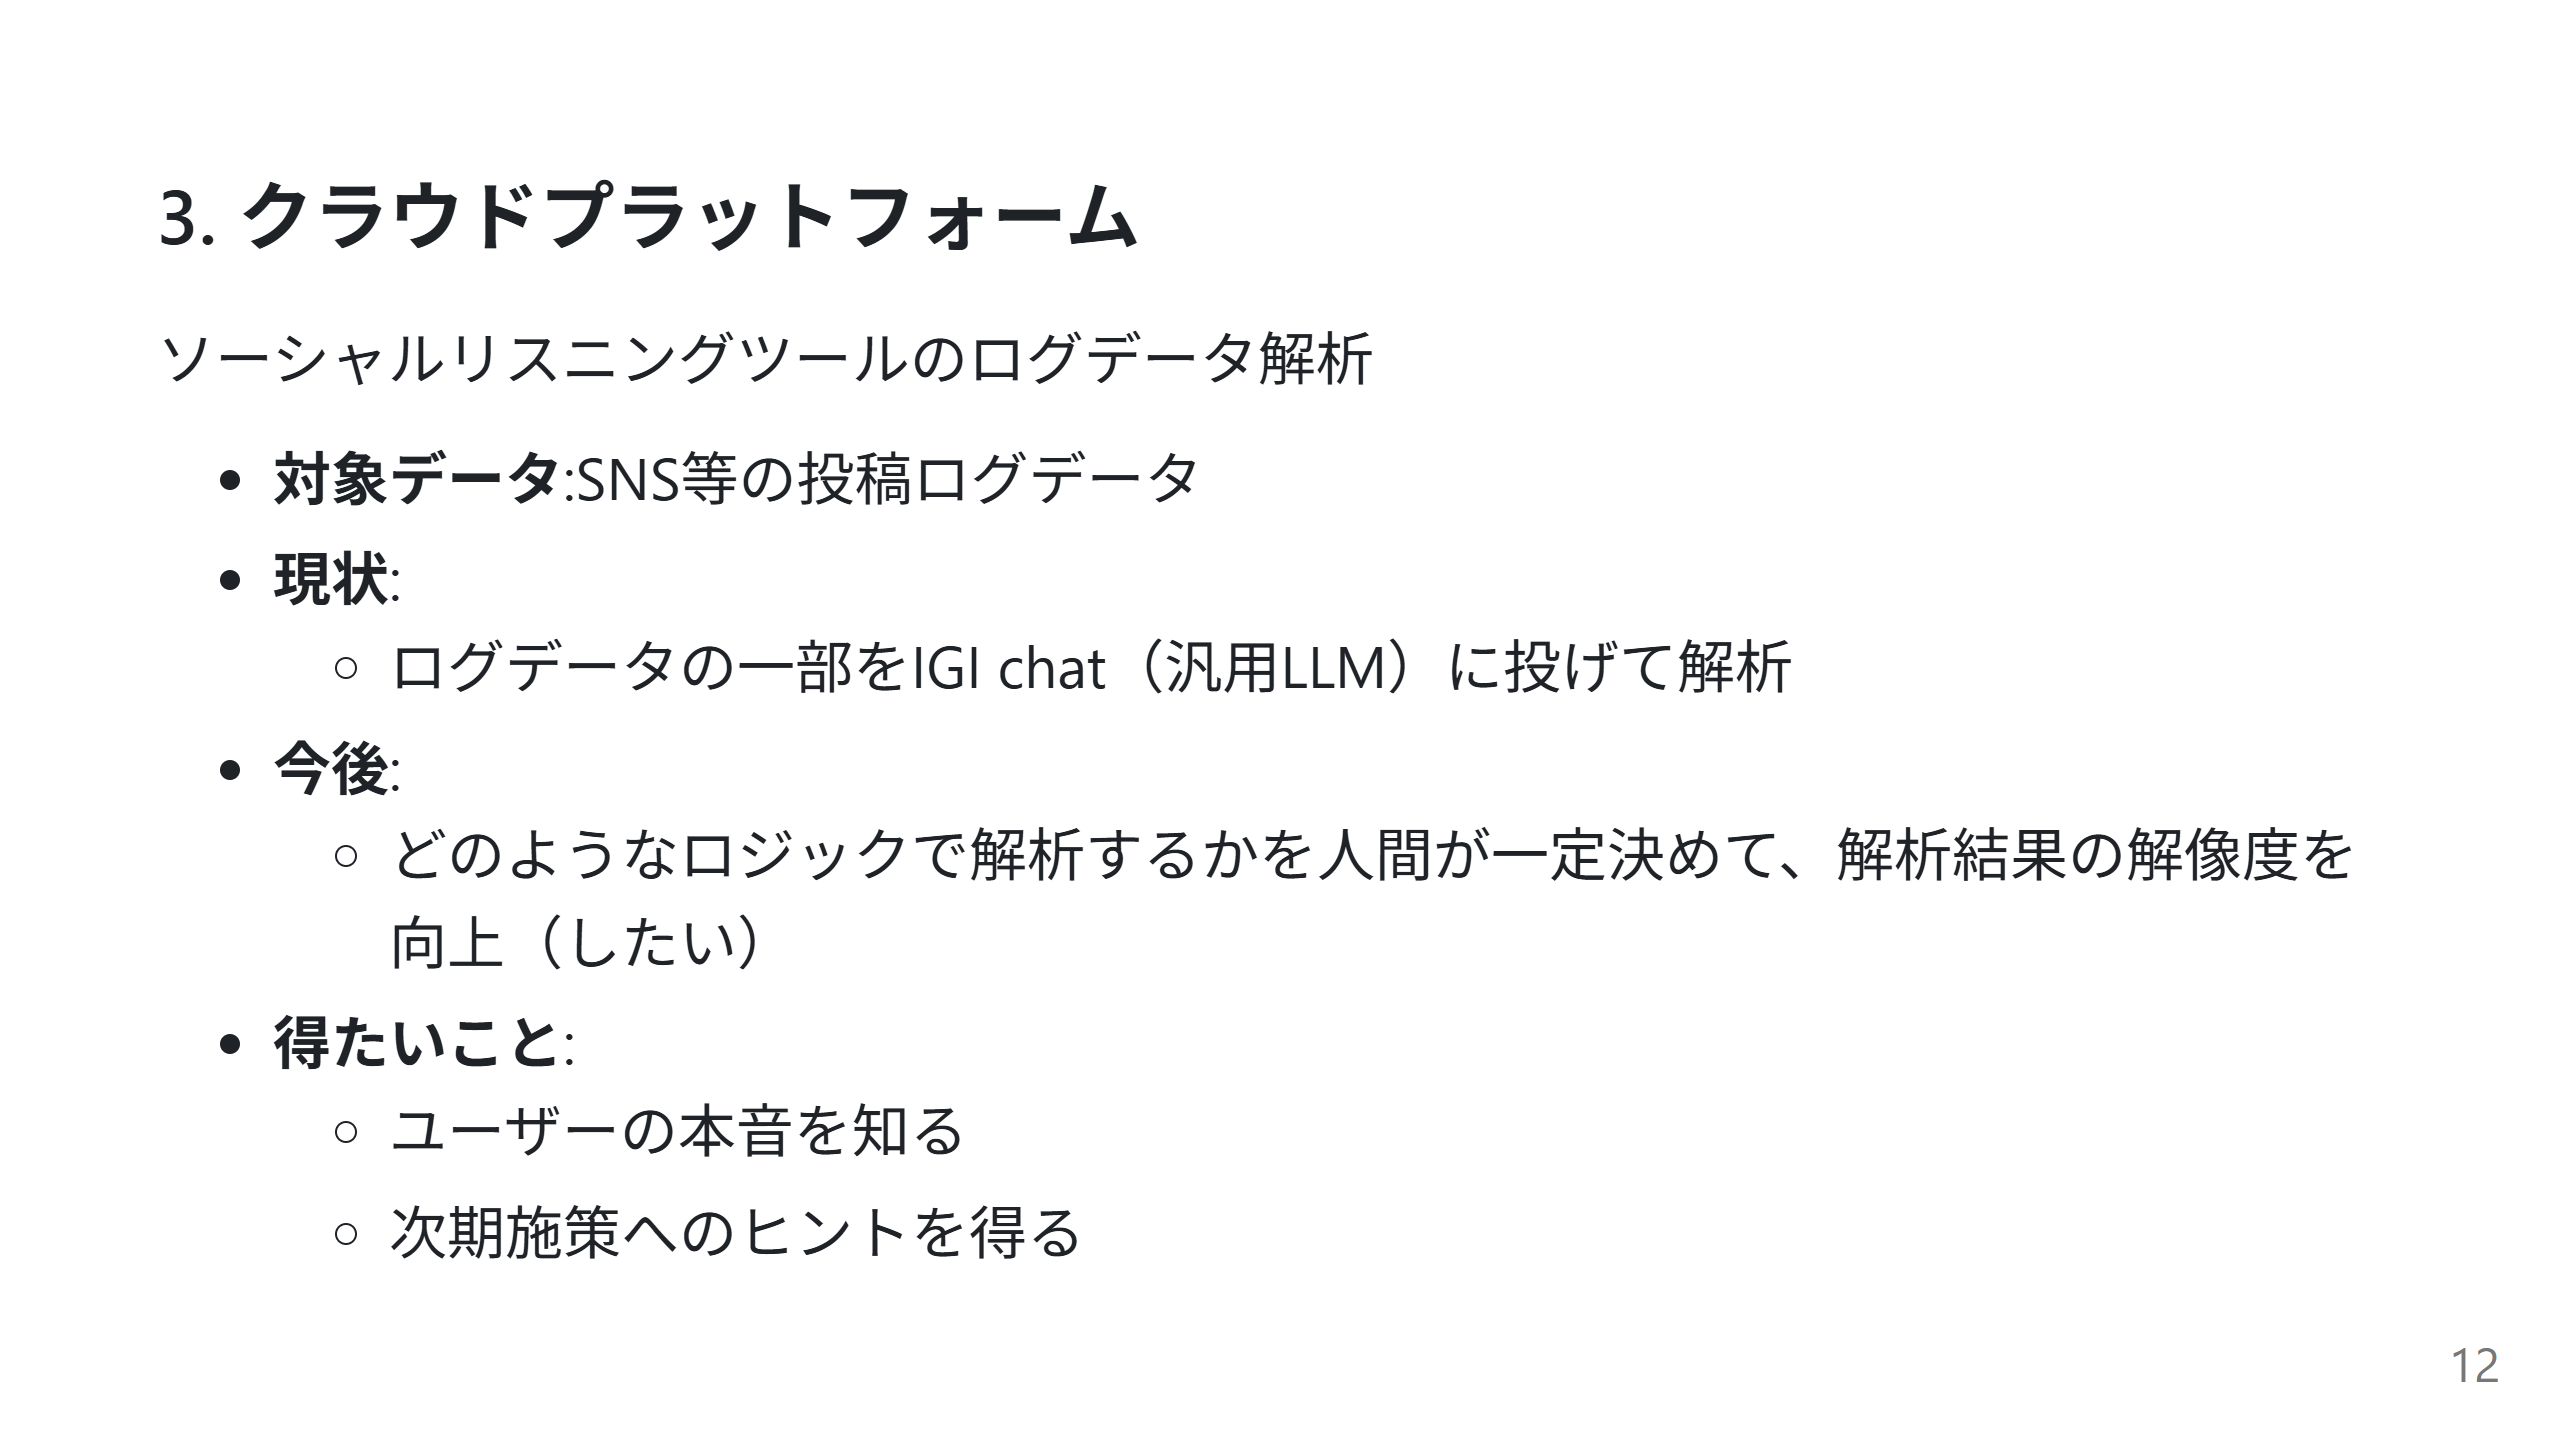 3. クラウドプラットフォーム
ソーシャルリスニングツールのログデータ解析
対象データ:SNS等の投稿ログデータ
現状:
ログデータの一部をIGI chat（汎用LLM）に投げて解析
今後:
どのようなロジックで解析するかを人間が一定決めて、解析結果の解像度を
向上（したい）
得たいこと:
ユーザーの本音を知る
次期施策へのヒントを得る
12